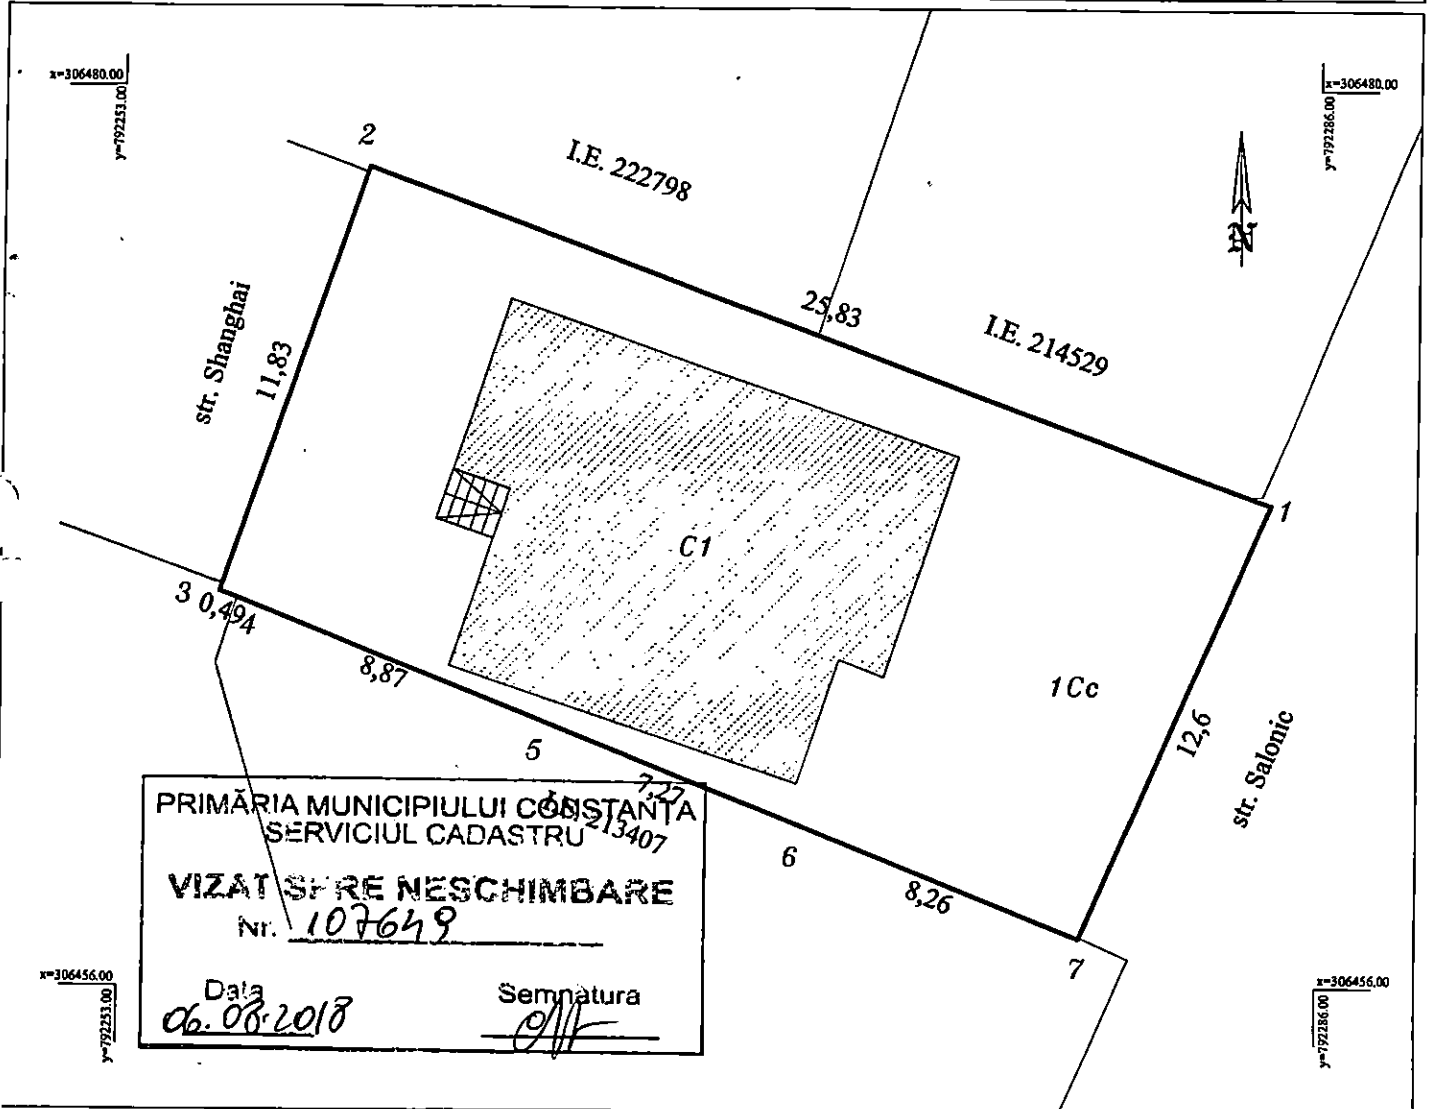 x=306480.00
y=792253.00
x=306480.00
y=792286.00
2
I.E. 222798
N
25,83
I.E. 214529
str. Shanghai
11,83
1
C1
3
0,49
4
8,87
1Cc
12,6
str. Salonic
5
7,27
213407
6
8,26
7
PRIMĂRIA MUNICIPIULUI CONSTANȚA
SERVICIUL CADASTRU
VIZAT SPRE NESCHIMBARE
Nr. 107649
Data
06.08.2018
Semnatura
x=306456.00
y=792253.00
x=306456.00
y=792286.00